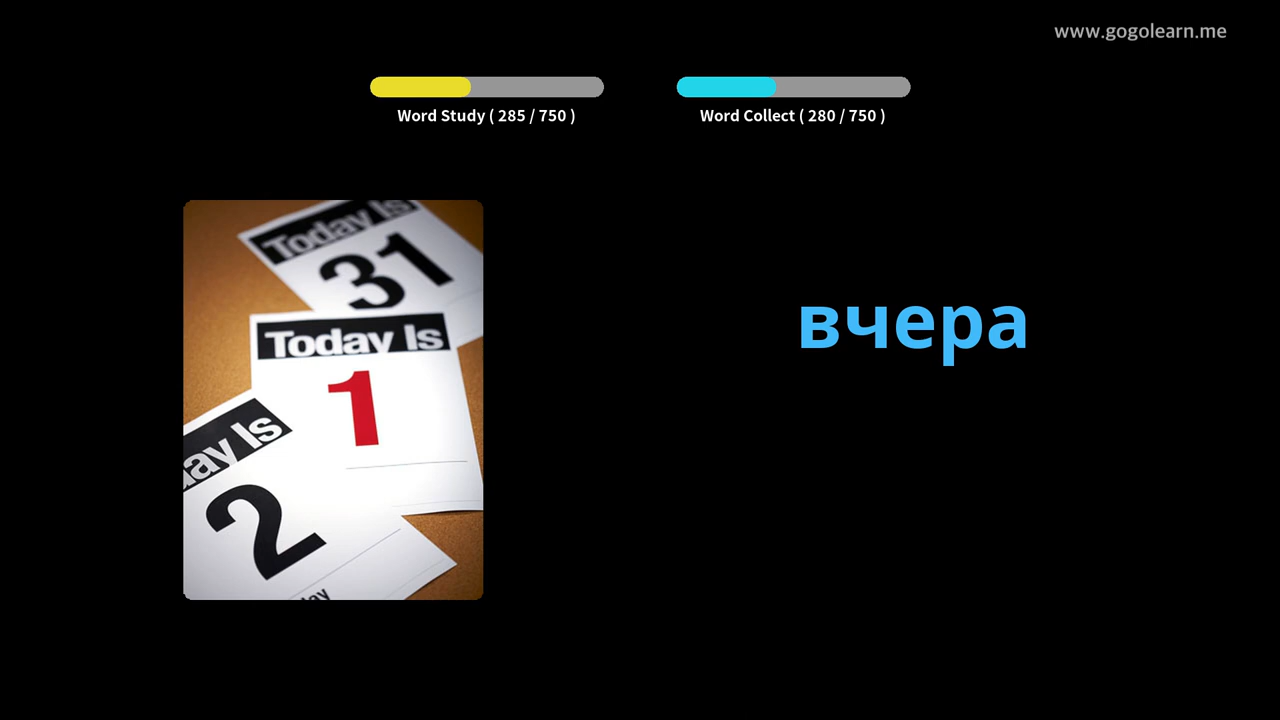 www.gogolearn.me
Word Study ( 285 / 750 )
Word Collect ( 280 / 750 )
Today Is
31
Today Is
1
ay Is
2
вчера